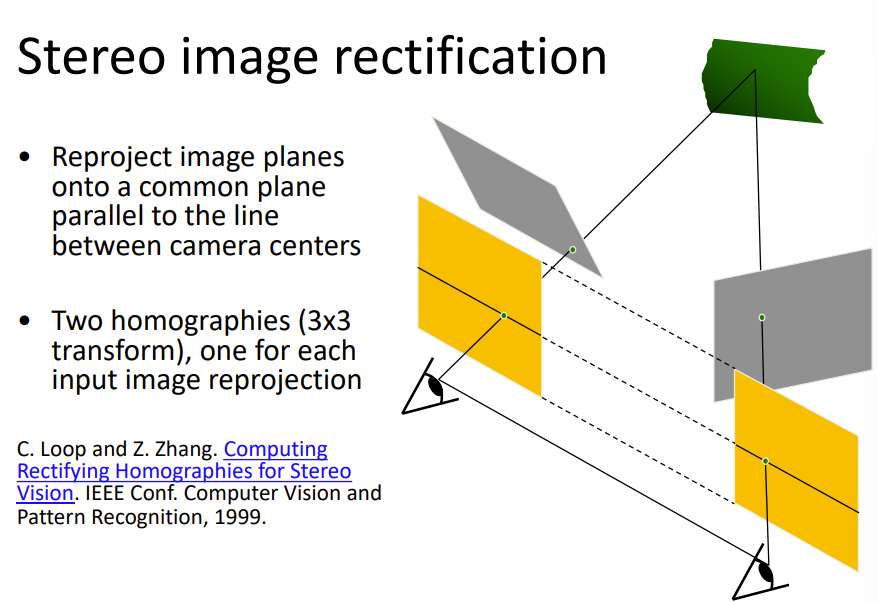 Stereo image rectification
• Reproject image planes
onto a common plane
parallel to the line
between camera centers
• Two homographies (3x3
transform), one for each
input image reprojection
C. Loop and Z. Zhang. Computing
Rectifying Homographies for Stereo
Vision. IEEE Conf. Computer Vision and
Pattern Recognition, 1999.